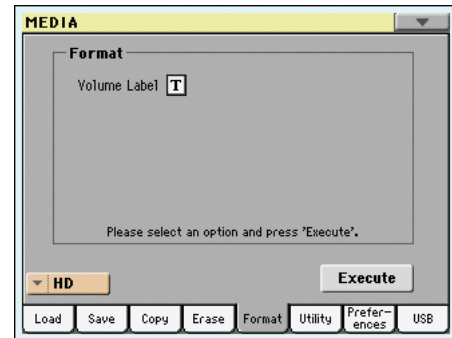 MEDIA
Format
Volume Label T
Please select an option and press 'Execute'.
HD
Execute
Load Save Copy Erase Format Utility Prefer-
ences USB